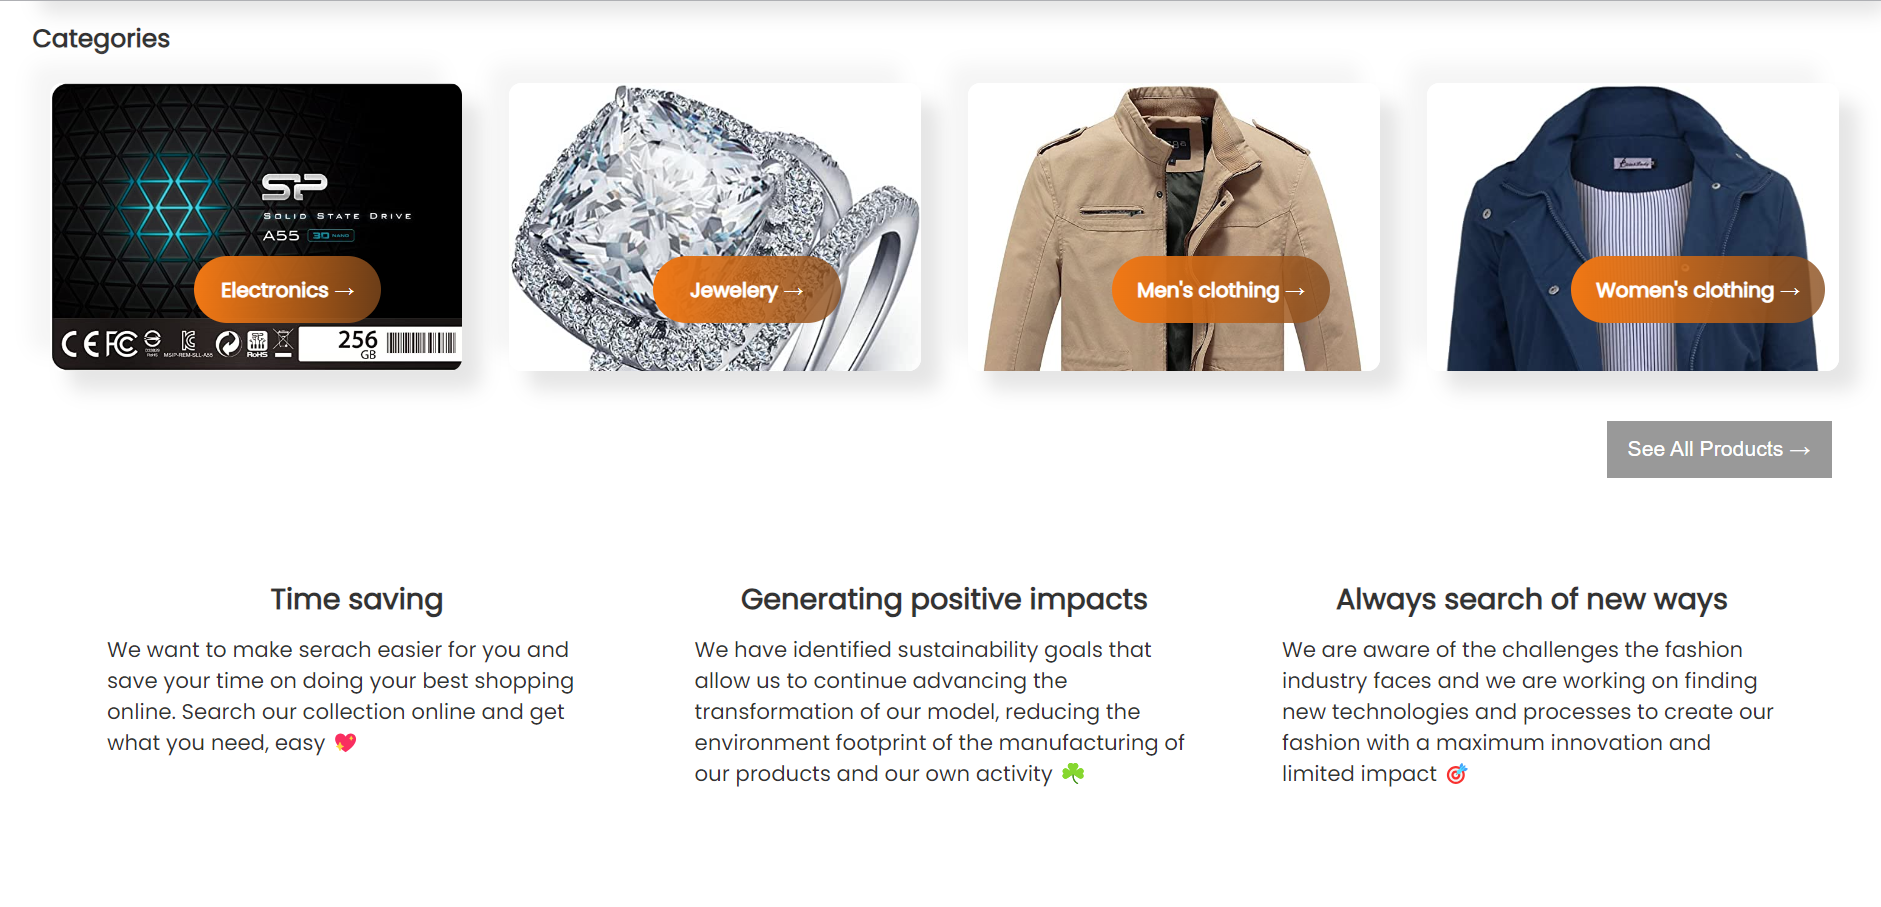 Categories
SP
SOLID STATE DRIVE
A55 3D NAND
Electronics →
CE FC RoHS
MSIP-REM-SLL-A55
256
GB
Jewelery →
Men's clothing →
Women's clothing →
See All Products →
Time saving
We want to make serach easier for you and
save your time on doing your best shopping
online. Search our collection online and get
what you need, easy 💖
Generating positive impacts
We have identified sustainability goals that
allow us to continue advancing the
transformation of our model, reducing the
environment footprint of the manufacturing of
our products and our own activity ☘️
Always search of new ways
We are aware of the challenges the fashion
industry faces and we are working on finding
new technologies and processes to create our
fashion with a maximum innovation and
limited impact 🎯